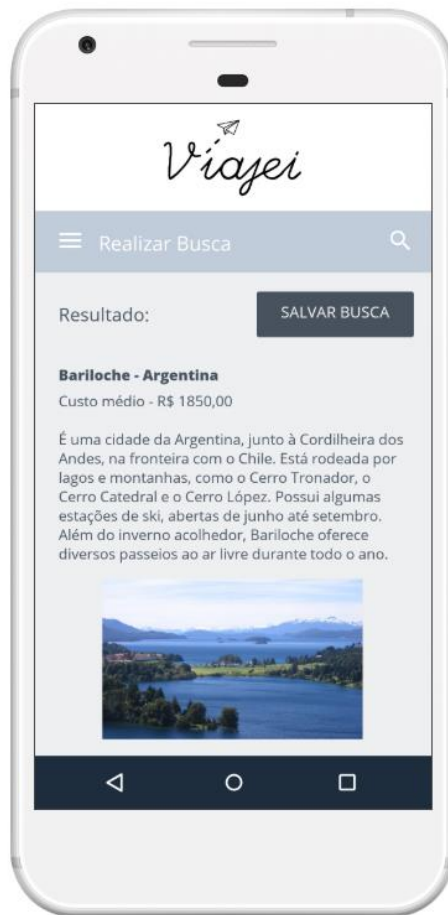 Viajei
Realizar Busca
Resultado:
SALVAR BUSCA
Bariloche - Argentina
Custo médio - R$ 1850,00
É uma cidade da Argentina, junto à Cordilheira dos
Andes, na fronteira com o Chile. Está rodeada por
lagos e montanhas, como o Cerro Tronador, o
Cerro Catedral e o Cerro López. Possui algumas
estações de ski, abertas de junho até setembro.
Além do inverno acolhedor, Bariloche oferece
diversos passeios ao ar livre durante todo o ano.